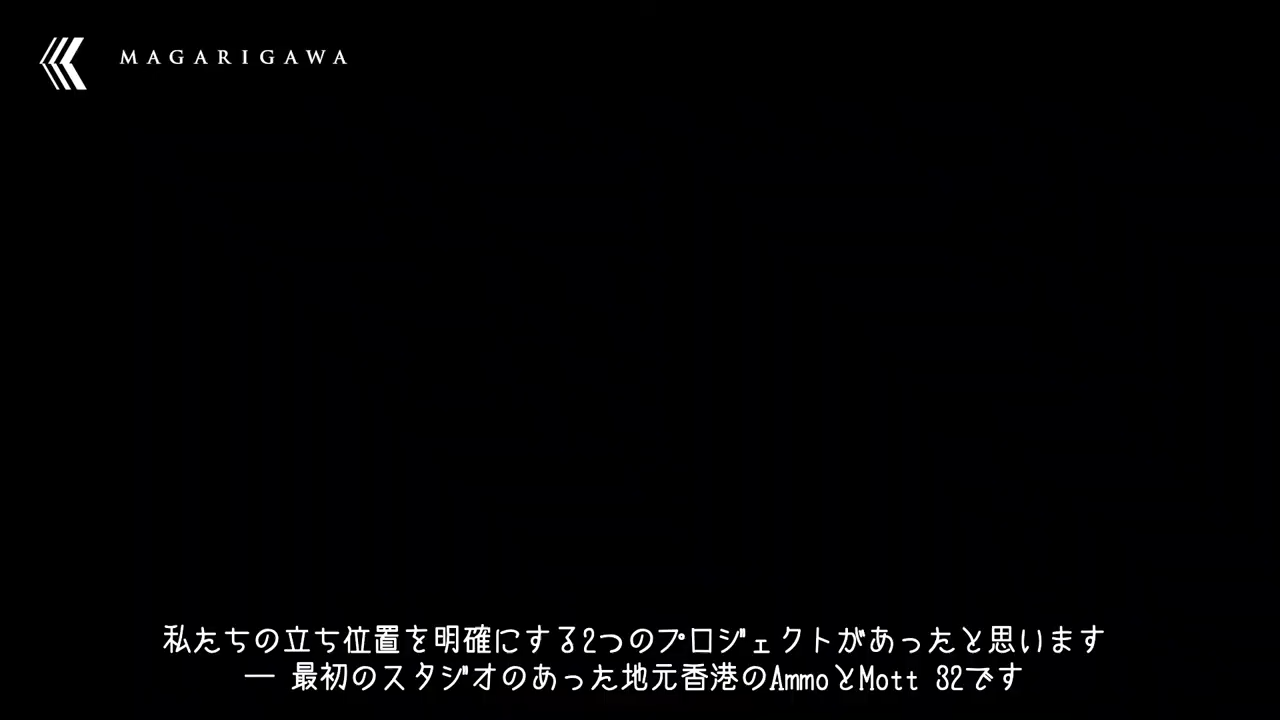 MAGARIGAWA
私たちの立ち位置を明確にする2つのプロジェクトがあったと思います
― 最初のスタジオのあった地元香港のAmmoとMott 32です